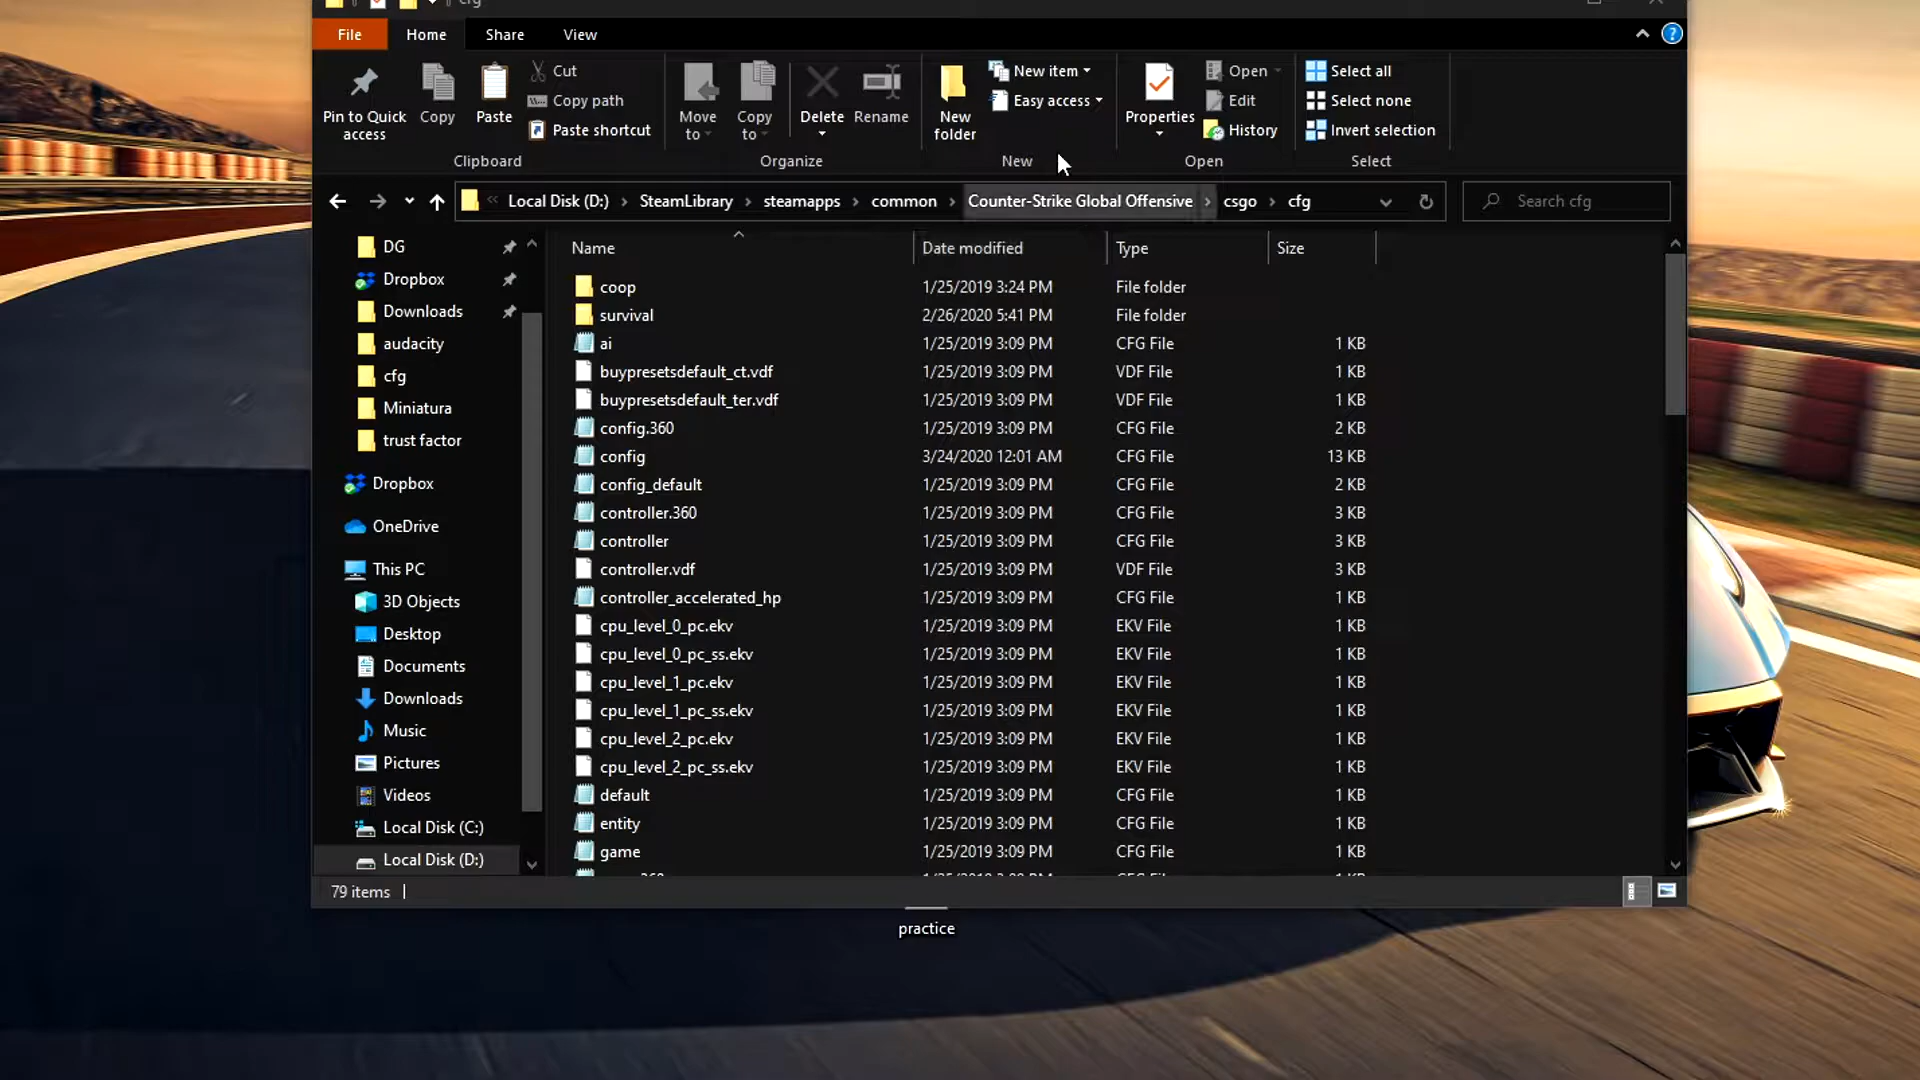 cfg
File Home Share View
Pin to Quick access
Copy
Paste
Cut
Copy path
Paste shortcut
Clipboard
Move to
Copy to
Delete
Rename
Organize
New folder
New item
Easy access
New
Properties
Open
Edit
History
Open
Select all
Select none
Invert selection
Select
« Local Disk (D:) › SteamLibrary › steamapps › common › Counter-Strike Global Offensive › csgo › cfg
Search cfg
DG
Dropbox
Downloads
audacity
cfg
Miniatura
trust factor
Dropbox
OneDrive
This PC
3D Objects
Desktop
Documents
Downloads
Music
Pictures
Videos
Local Disk (C:)
Local Disk (D:)
Name Date modified Type Size
coop 1/25/2019 3:24 PM File folder
survival 2/26/2020 5:41 PM File folder
ai 1/25/2019 3:09 PM CFG File 1 KB
buypresetsdefault_ct.vdf 1/25/2019 3:09 PM VDF File 1 KB
buypresetsdefault_ter.vdf 1/25/2019 3:09 PM VDF File 1 KB
config.360 1/25/2019 3:09 PM CFG File 2 KB
config 3/24/2020 12:01 AM CFG File 13 KB
config_default 1/25/2019 3:09 PM CFG File 2 KB
controller.360 1/25/2019 3:09 PM CFG File 3 KB
controller 1/25/2019 3:09 PM CFG File 3 KB
controller.vdf 1/25/2019 3:09 PM VDF File 3 KB
controller_accelerated_hp 1/25/2019 3:09 PM CFG File 1 KB
cpu_level_0_pc.ekv 1/25/2019 3:09 PM EKV File 1 KB
cpu_level_0_pc_ss.ekv 1/25/2019 3:09 PM EKV File 1 KB
cpu_level_1_pc.ekv 1/25/2019 3:09 PM EKV File 1 KB
cpu_level_1_pc_ss.ekv 1/25/2019 3:09 PM EKV File 1 KB
cpu_level_2_pc.ekv 1/25/2019 3:09 PM EKV File 1 KB
cpu_level_2_pc_ss.ekv 1/25/2019 3:09 PM EKV File 1 KB
default 1/25/2019 3:09 PM CFG File 1 KB
entity 1/25/2019 3:09 PM CFG File 1 KB
game 1/25/2019 3:09 PM CFG File 1 KB
79 items
practice